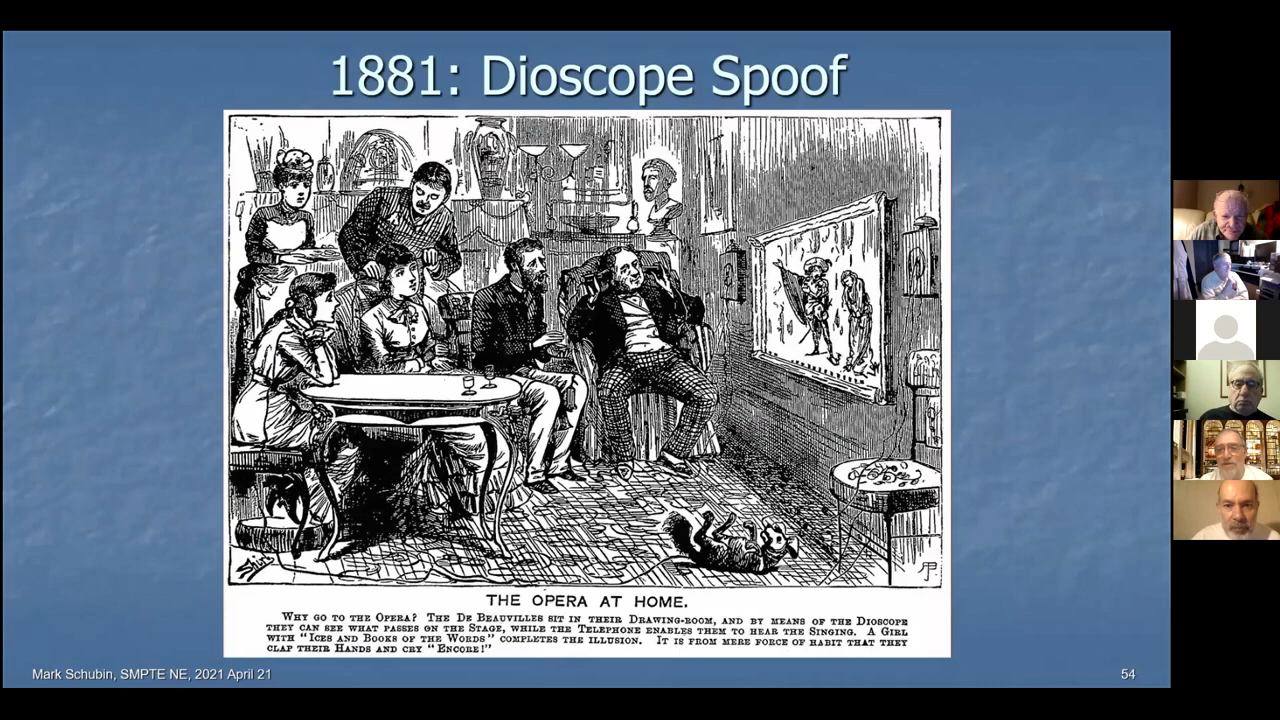 1881: Dioscope Spoof
THE OPERA AT HOME.
WHY GO TO THE OPERA? THE DE BEAUVILLES SIT IN THEIR DRAWING-ROOM, AND BY MEANS OF THE DIOSCOPE
THEY CAN SEE WHAT PASSES ON THE STAGE, WHILE THE TELEPHONE ENABLES THEM TO HEAR THE SINGING. A GIRL
WITH "ICES AND BOOKS OF THE WORDS" COMPLETES THE ILLUSION. IT IS FROM MERE FORCE OF HABIT THAT THEY
CLAP THEIR HANDS AND CRY "ENCORE!"
Mark Schubin, SMPTE NE, 2021 April 21
54